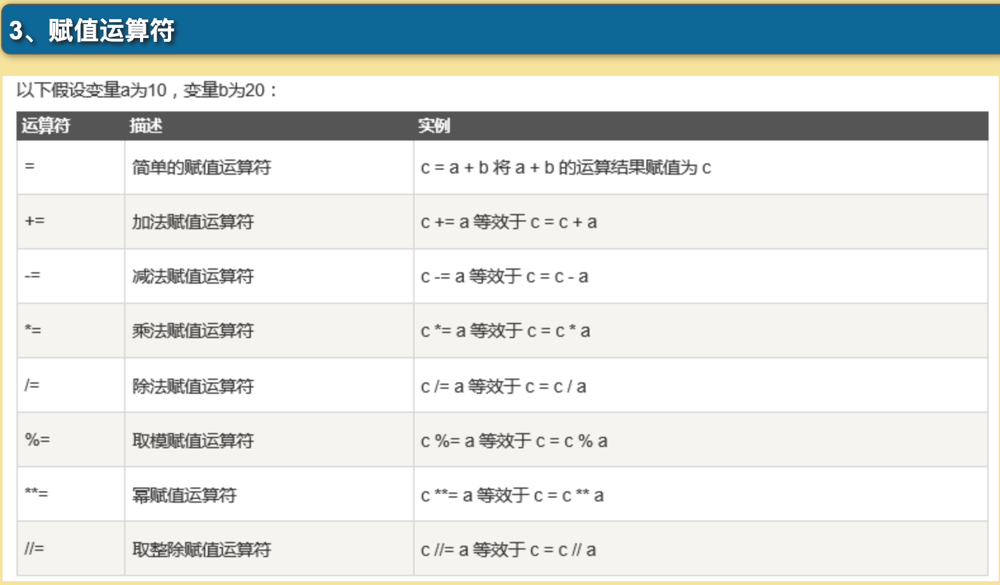 3、赋值运算符
以下假设变量a为10，变量b为20：
运算符 描述 实例
= 简单的赋值运算符 c = a + b 将 a + b 的运算结果赋值为 c
+= 加法赋值运算符 c += a 等效于 c = c + a
-= 减法赋值运算符 c -= a 等效于 c = c - a
*= 乘法赋值运算符 c *= a 等效于 c = c * a
/= 除法赋值运算符 c /= a 等效于 c = c / a
%= 取模赋值运算符 c %= a 等效于 c = c % a
**= 幂赋值运算符 c **= a 等效于 c = c ** a
//= 取整除赋值运算符 c //= a 等效于 c = c // a